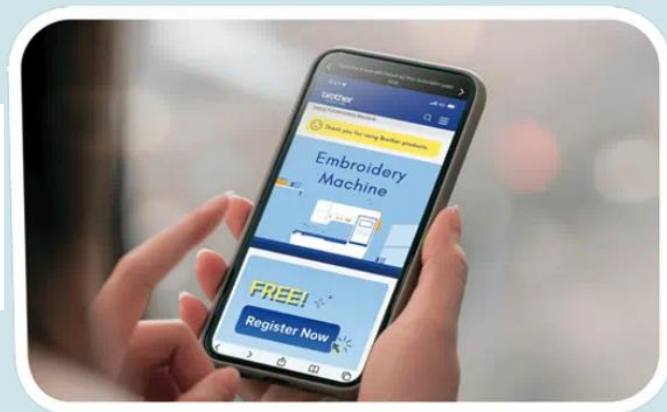 brother
Thank you for using Brother products.
Embroidery
Machine
FREE!
Register Now